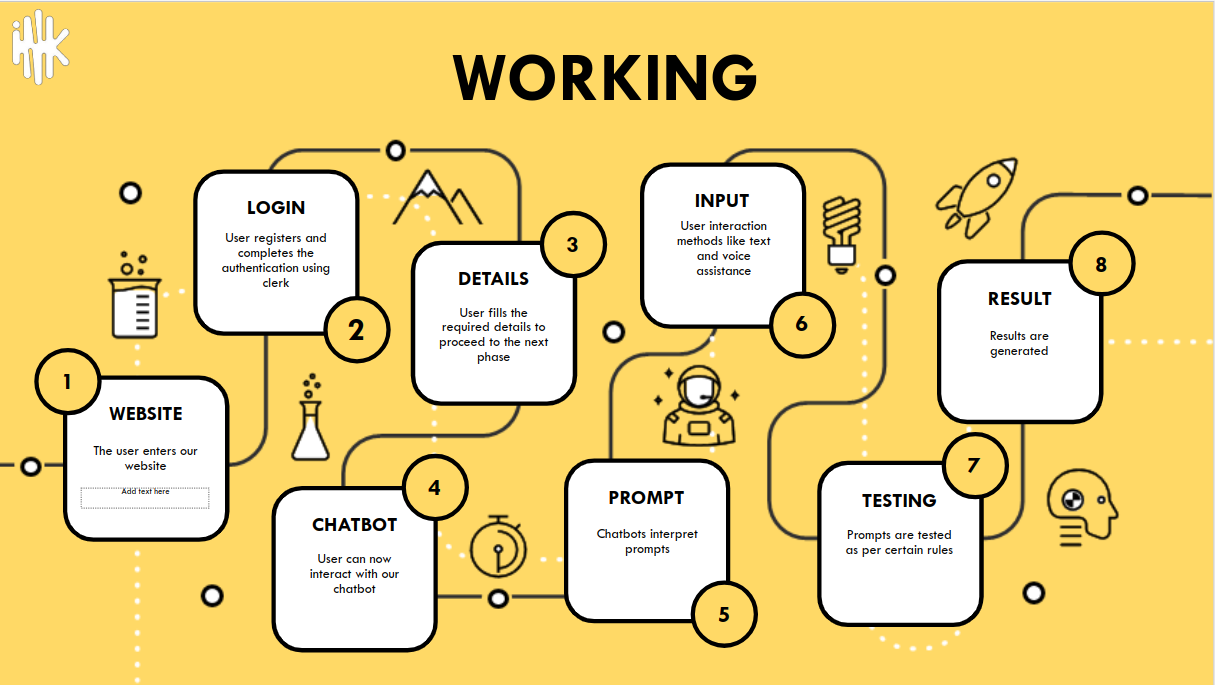 WORKING
1
WEBSITE
The user enters our
website
Add text here
LOGIN
User registers and
completes the
authentication using
clerk
2
3
DETAILS
User fills the
required details to
proceed to the next
phase
4
CHATBOT
User can now
interact with our
chatbot
PROMPT
Chatbots interpret
prompts
5
INPUT
User interaction
methods like text
and voice
assistance
6
7
TESTING
Prompts are tested
as per certain rules
8
RESULT
Results are
generated